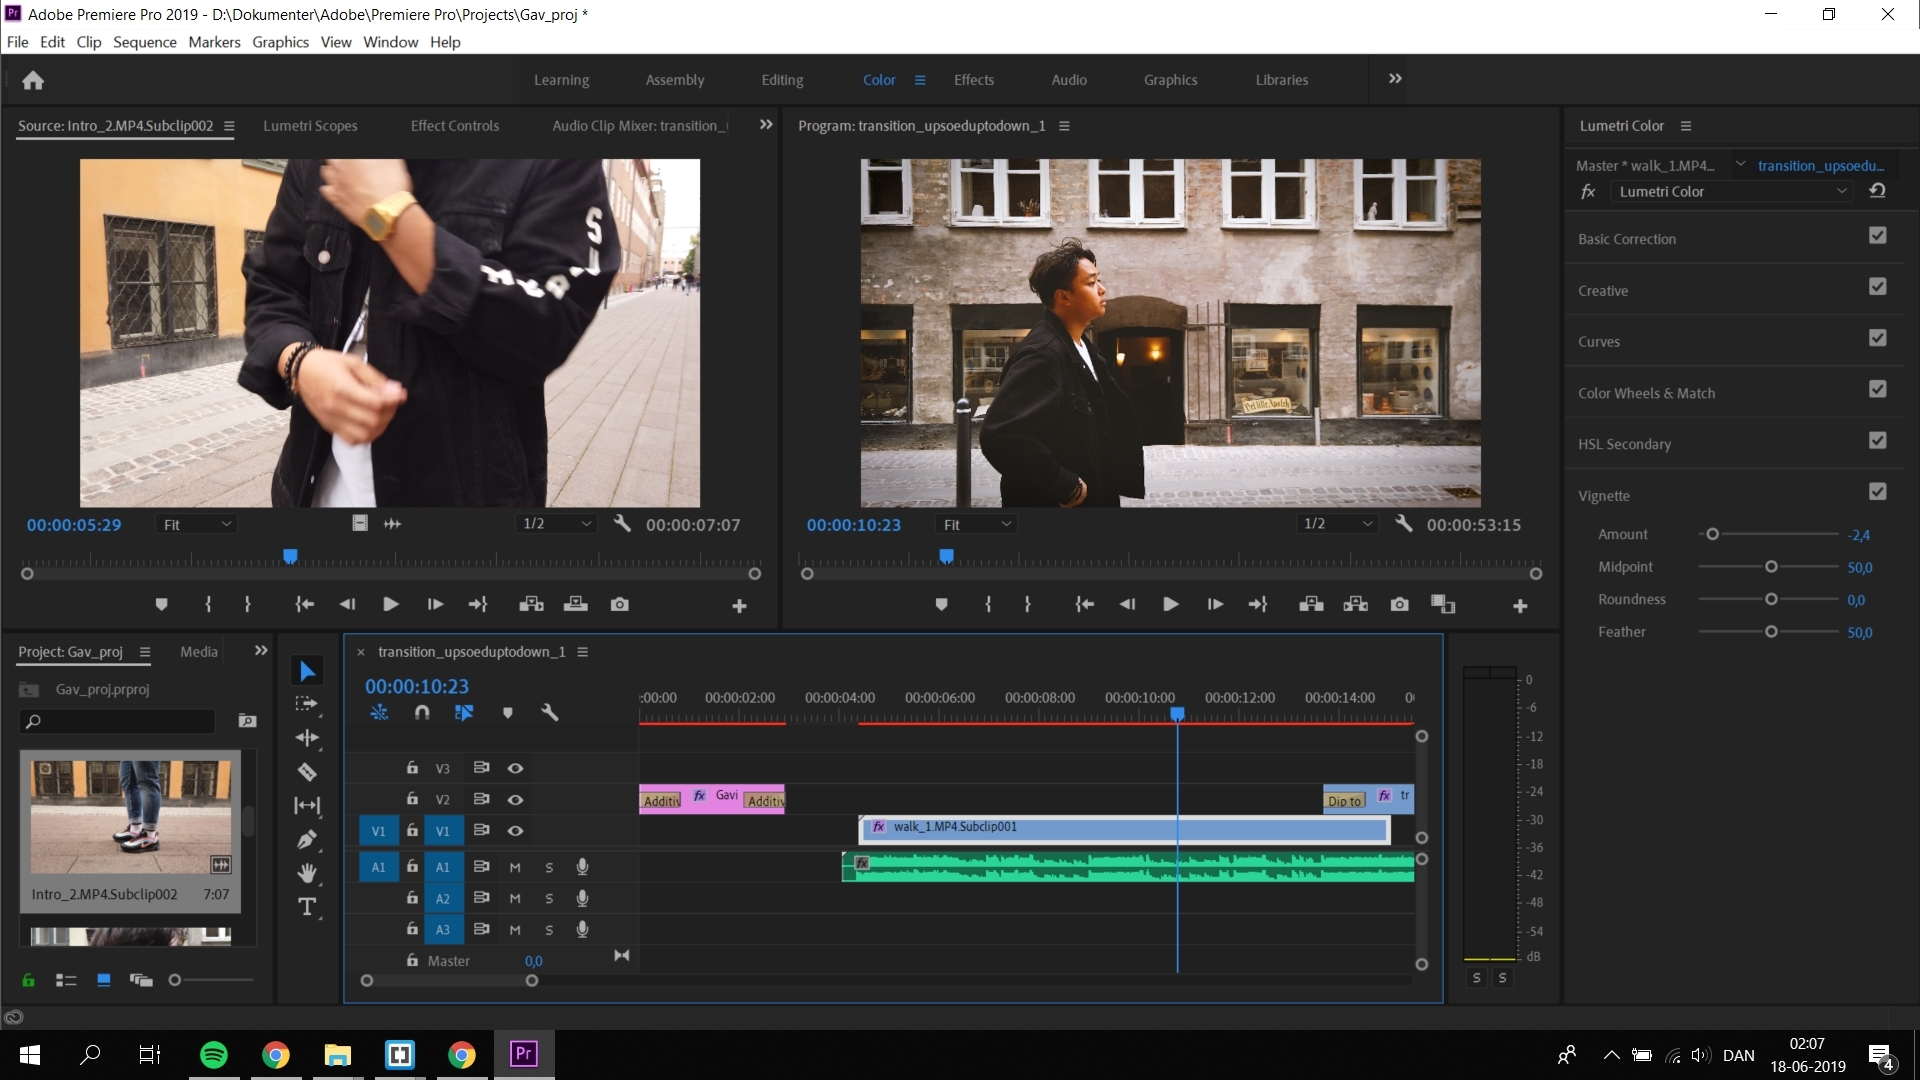 Adobe Premiere Pro 2019 - D:\Dokumenter\Adobe\Premiere Pro\Projects\Gav_proj *
File Edit Clip Sequence Markers Graphics View Window Help
Learning Assembly Editing Color Effects Audio Graphics Libraries
Source: Intro_2.MP4.Subclip002 Lumetri Scopes Effect Controls Audio Clip Mixer: transition_
Program: transition_upsoeduptodown_1
Lumetri Color
Master * walk_1.MP4... transition_upsoedu...
fx Lumetri Color
Basic Correction
Creative
Curves
Color Wheels & Match
HSL Secondary
Vignette
Amount -2,4
Midpoint 50,0
Roundness 0,0
Feather 50,0
00:00:05:29 Fit 1/2 00:00:07:07
00:00:10:23 Fit 1/2 00:00:53:15
Project: Gav_proj Media
Gav_proj.prproj
Intro_2.MP4.Subclip002 7:07
× transition_upsoeduptodown_1
00:00:10:23
:00:00 00:00:02:00 00:00:04:00 00:00:06:00 00:00:08:00 00:00:10:00 00:00:12:00 00:00:14:00 0
V3
V2 Additiv fx Gavi Additiv Dip to fx tr
V1 V1 fx walk_1.MP4.Subclip001
A1 A1 M S fx
A2 M S
A3 M S
Master 0,0
0
-6
-12
-18
-24
-30
-36
-42
-48
-54
dB
S S
Pr DAN 02:07
18-06-2019 4